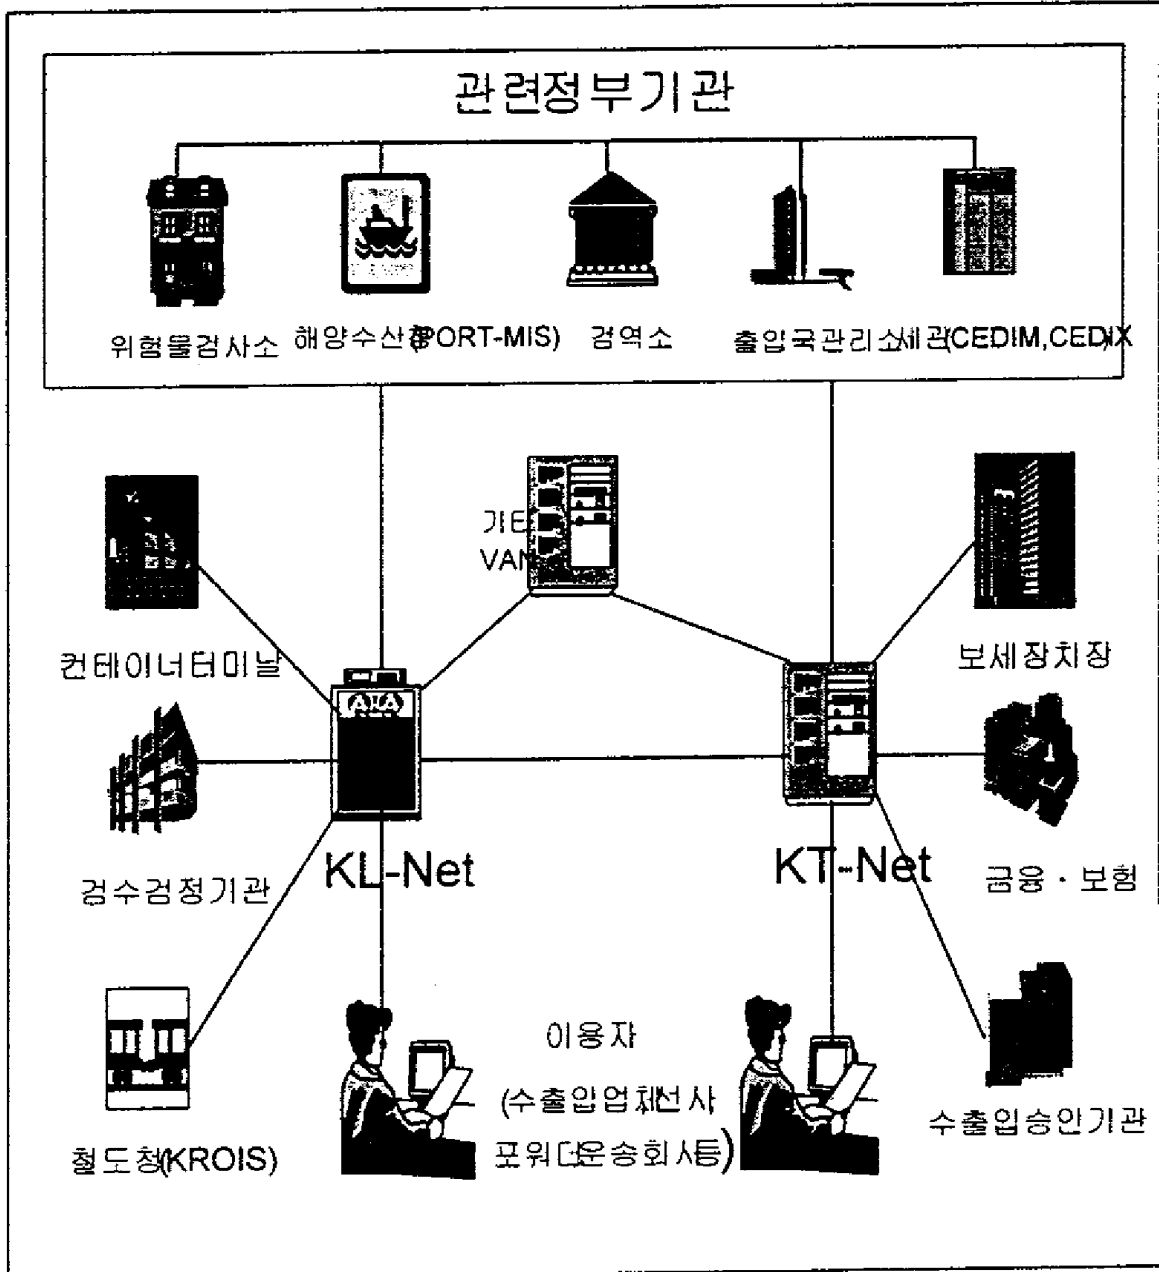 관련정부기관
위험물검사소
해양수산청(PORT-MIS)
검역소
출입국관리소
세관(CEDIM,CEDIX)
기타
VAN
컨테이너터미날
보세장치장
KL-Net
KT-Net
검수검정기관
금융 · 보험
이용자
(수출입업체,선사
포워더,운송회사등)
철도청(KROIS)
수출입승인기관